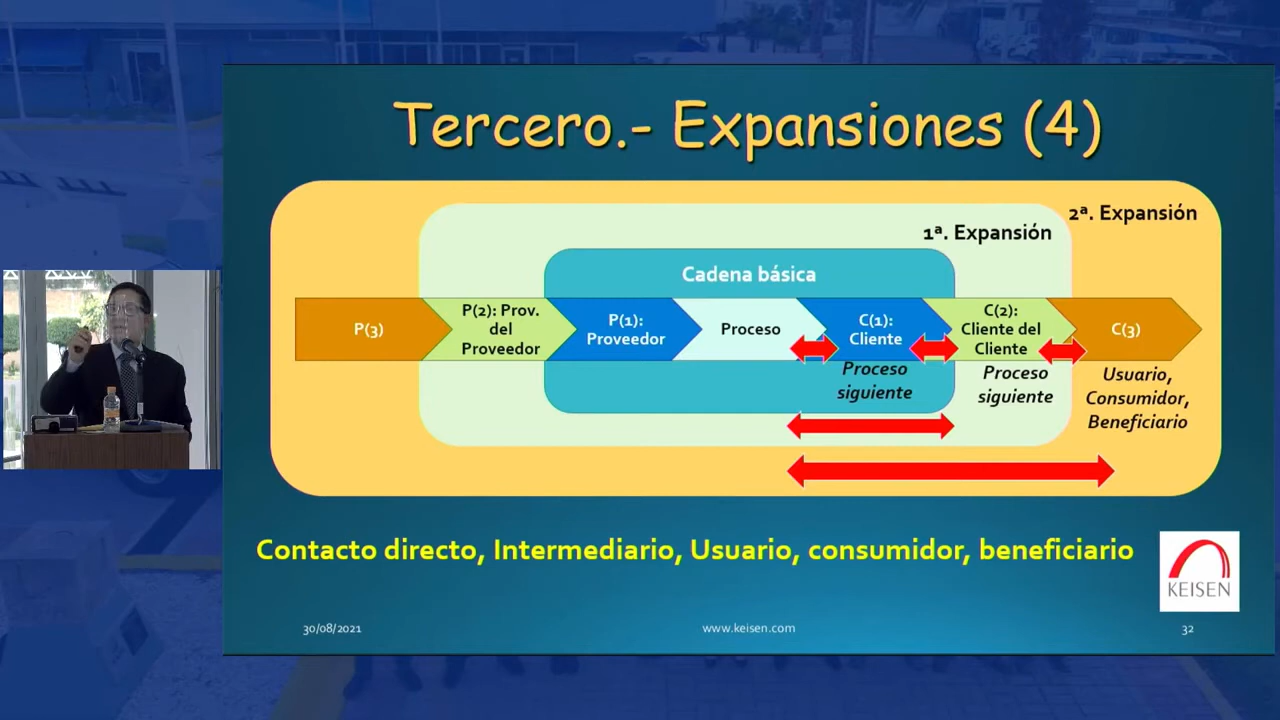 Tercero.- Expansiones (4)
2ª. Expansión
1ª. Expansión
Cadena básica
P(3)
P(2): Prov.
del
Proveedor
P(1):
Proveedor
Proceso
C(1):
Cliente
C(2):
Cliente del
Cliente
C(3)
Proceso
siguiente
Proceso
siguiente
Usuario,
Consumidor,
Beneficiario
Contacto directo, Intermediario, Usuario, consumidor, beneficiario
KEISEN
30/08/2021
www.keisen.com
32